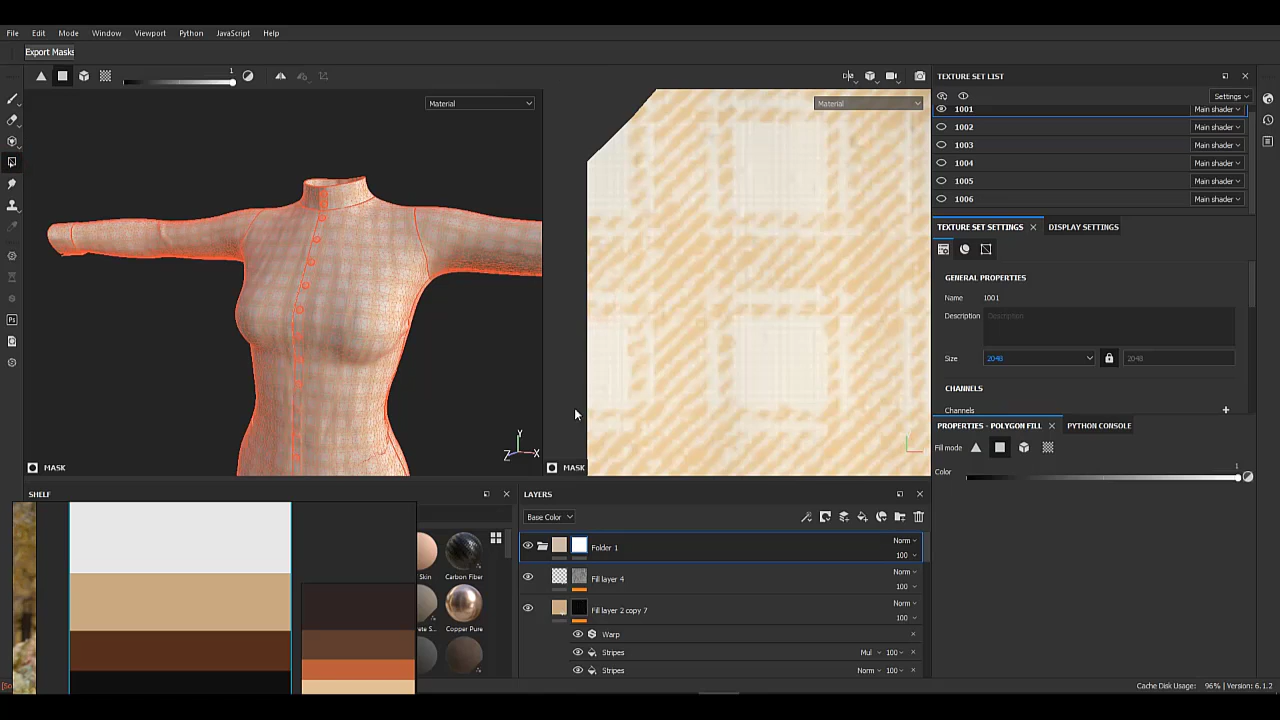 File Edit Mode Window Viewport Python JavaScript Help
Export Masks
1
Material
Material
TEXTURE SET LIST
Settings
1001 Main shader
1002 Main shader
1003 Main shader
1004 Main shader
1005 Main shader
1006 Main shader
TEXTURE SET SETTINGS DISPLAY SETTINGS
GENERAL PROPERTIES
Name 1001
Description Description
Size 2048 2048
CHANNELS
Channels
PROPERTIES - POLYGON FILL PYTHON CONSOLE
Fill mode
Color 1
Y
Z X
MASK
MASK
SHELF
Skin Carbon Fiber
Copper Pure
LAYERS
Base Color
Folder 1 Norm
100
Fill layer 4 Norm
100
Fill layer 2 copy 7 Norm
100
Warp
Stripes Mul 100
Stripes Norm 100
Cache Disk Usage: 96% | Version: 6.1.2